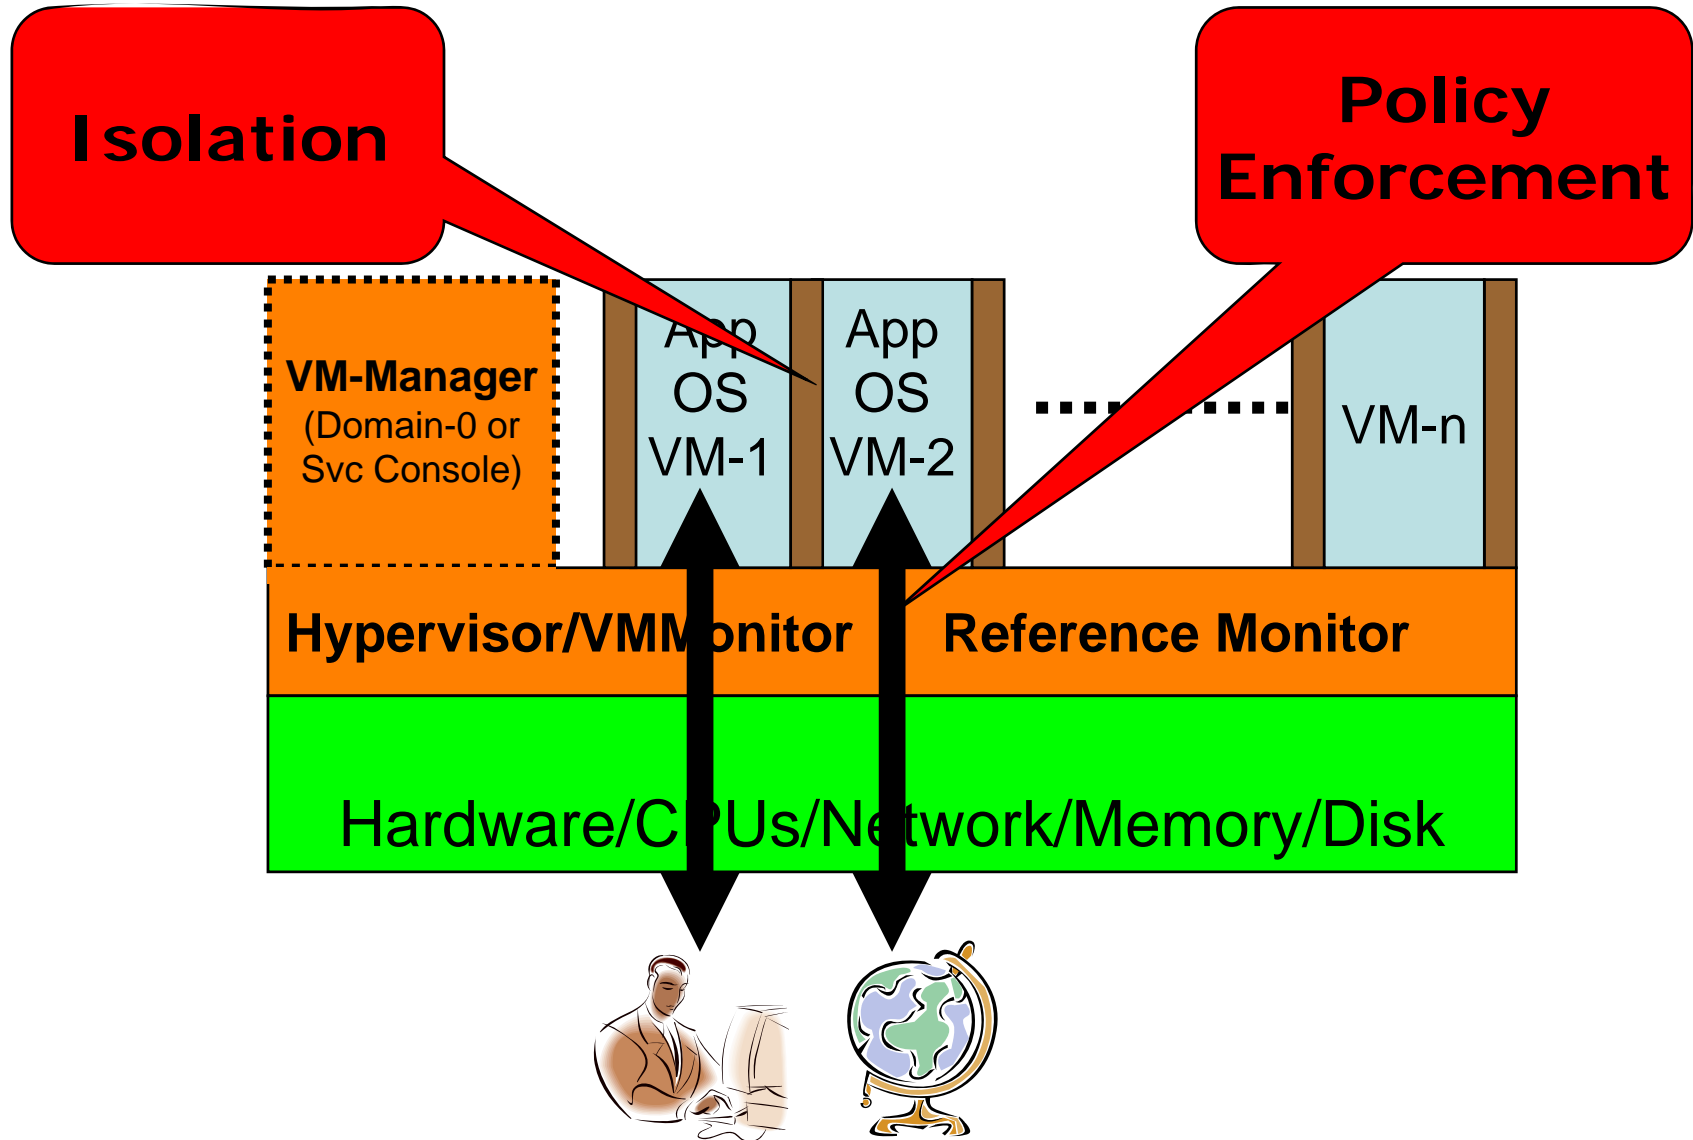 Isolation
Policy
Enforcement
VM-Manager
(Domain-0 or
Svc Console)
App
OS
VM-1
App
OS
VM-2
VM-n
Hypervisor/VMMonitor
Reference Monitor
Hardware/CPUs/Network/Memory/Disk